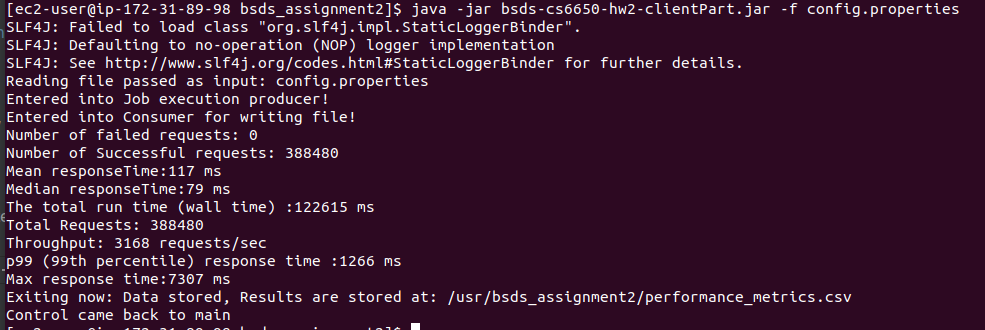 [ec2-user@ip-172-31-89-98 bsds_assignment2]$ java -jar bsds-cs6650-hw2-clientPart.jar -f config.properties
SLF4J: Failed to load class "org.slf4j.impl.StaticLoggerBinder".
SLF4J: Defaulting to no-operation (NOP) logger implementation
SLF4J: See http://www.slf4j.org/codes.html#StaticLoggerBinder for further details.
Reading file passed as input: config.properties
Entered into Job execution producer!
Entered into Consumer for writing file!
Number of failed requests: 0
Number of Successful requests: 388480
Mean responseTime:117 ms
Median responseTime:79 ms
The total run time (wall time) :122615 ms
Total Requests: 388480
Throughput: 3168 requests/sec
p99 (99th percentile) response time :1266 ms
Max response time:7307 ms
Exiting now: Data stored, Results are stored at: /usr/bsds_assignment2/performance_metrics.csv
Control came back to main